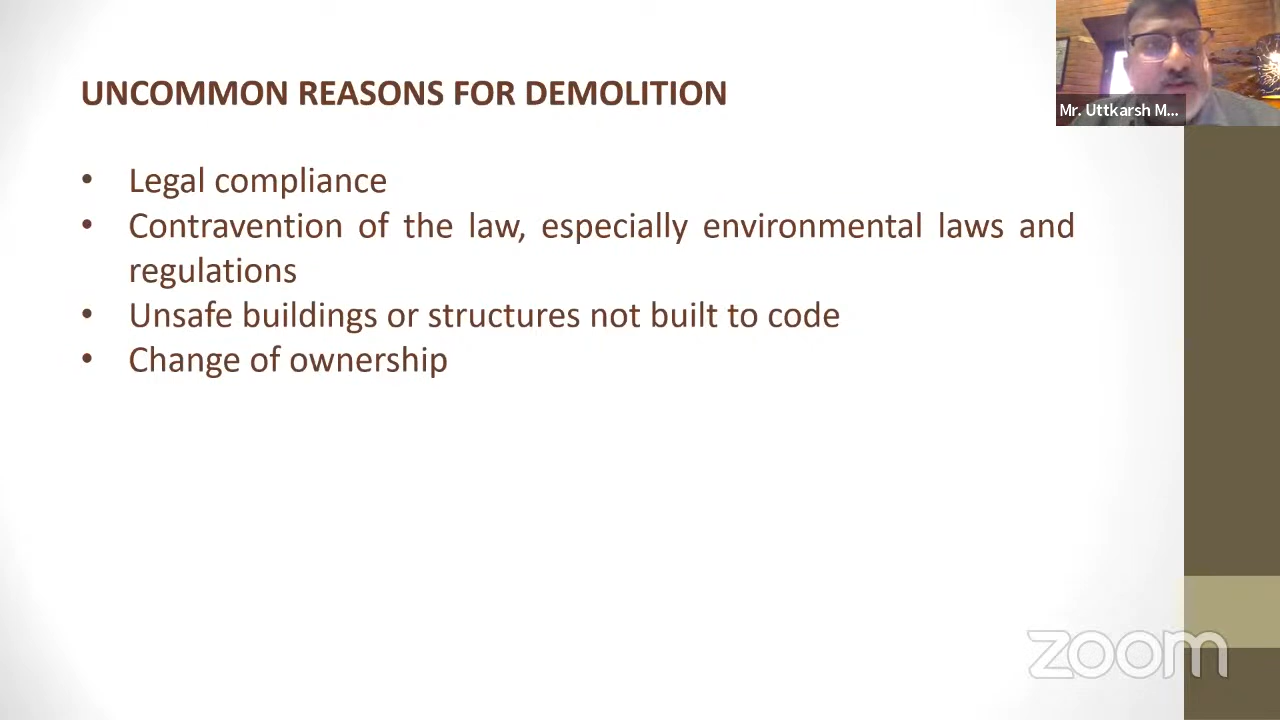 UNCOMMON REASONS FOR DEMOLITION
Mr. Uttkarsh M...
• Legal compliance
• Contravention of the law, especially environmental laws and
regulations
• Unsafe buildings or structures not built to code
• Change of ownership
zoom